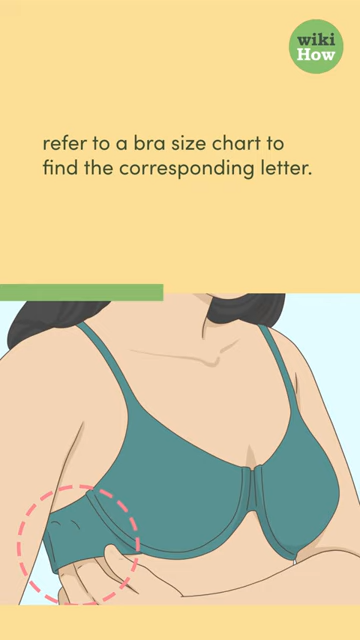 wiki
How
refer to a bra size chart to
find the corresponding letter.